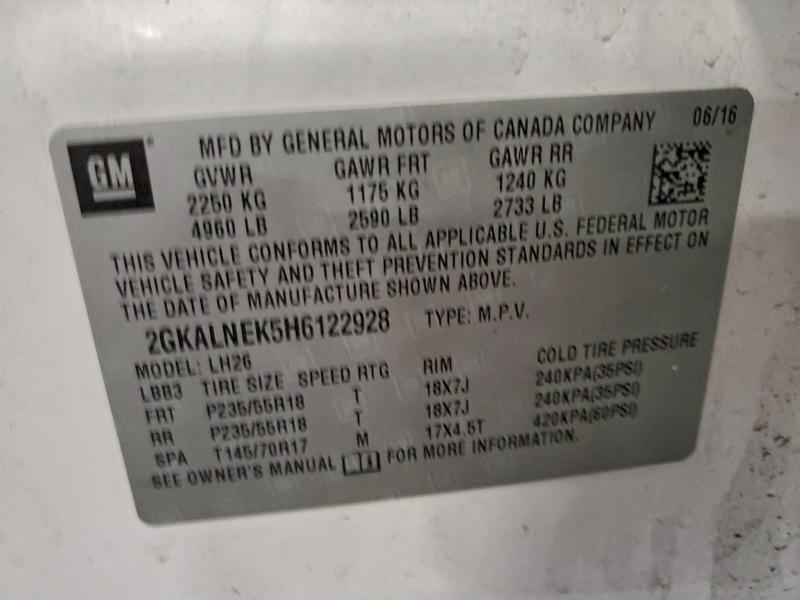 GM
MFD BY GENERAL MOTORS OF CANADA COMPANY 06/16
GVWR GAWR FRT GAWR RR
2250 KG 1175 KG 1240 KG
4960 LB 2590 LB 2733 LB
THIS VEHICLE CONFORMS TO ALL APPLICABLE U.S. FEDERAL MOTOR
VEHICLE SAFETY AND THEFT PREVENTION STANDARDS IN EFFECT ON
THE DATE OF MANUFACTURE SHOWN ABOVE.
2GKALNEK5H6122928 TYPE: M.P.V.
MODEL: LH26
LBB3 TIRE SIZE SPEED RTG RIM COLD TIRE PRESSURE
FRT P235/55R18 T 18X7J 240KPA(35PSI)
RR P235/55R18 T 18X7J 240KPA(35PSI)
SPA T145/70R17 M 17X4.5T 420KPA(60PSI)
SEE OWNER'S MANUAL FOR MORE INFORMATION.